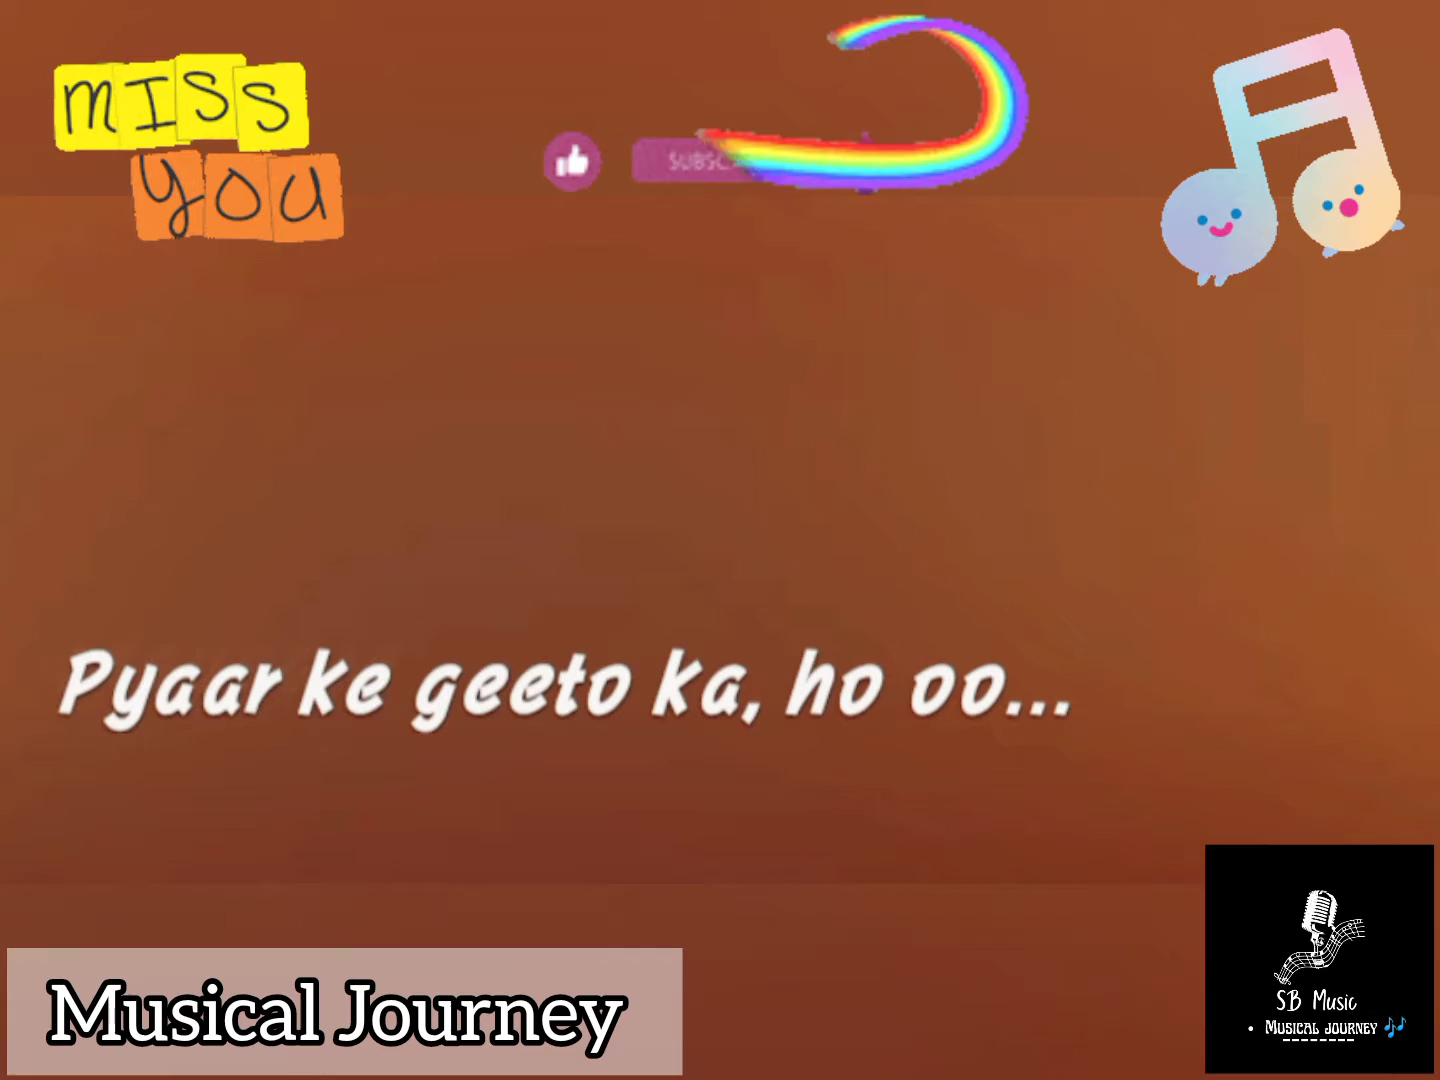 mISS
you
Pyaar ke geeto ka, ho oo...
Musical Journey
SB Music
• MUSICAL JOURNEY